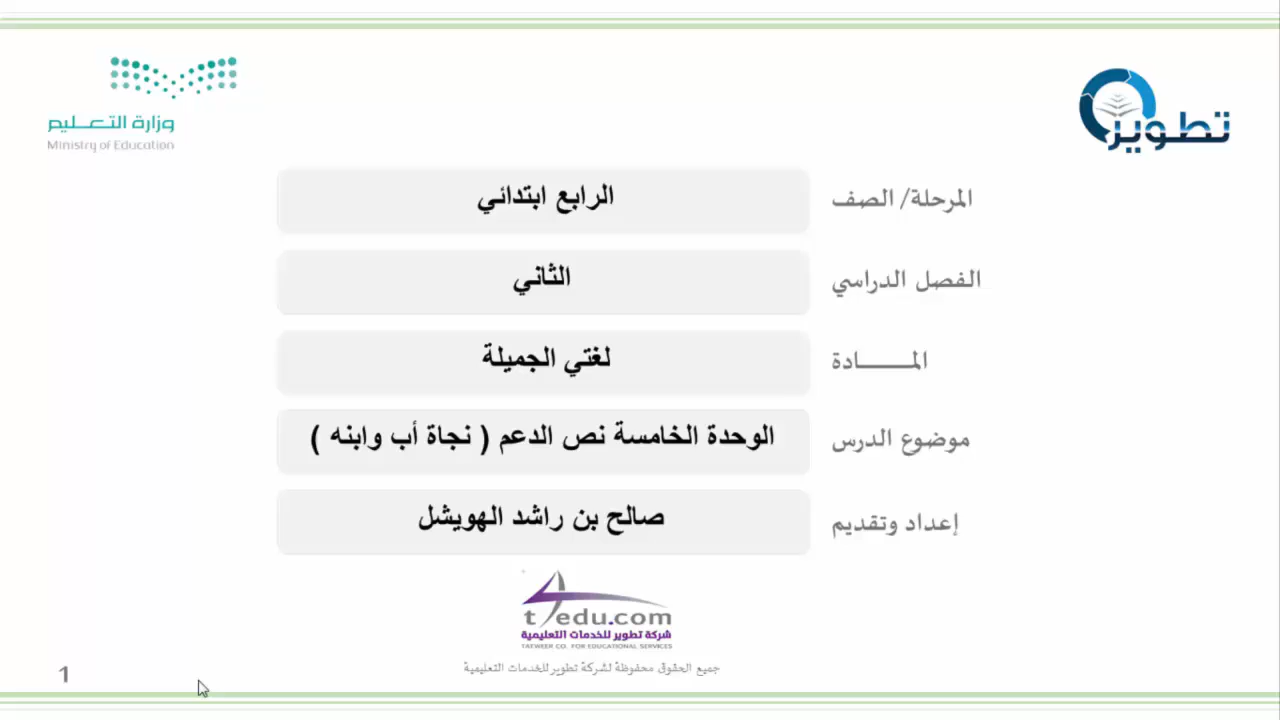 وزارة التعليم
Ministry of Education
تطوير
المرحلة/ الصف
الرابع ابتدائي
الفصل الدراسي
الثاني
المادة
لغتي الجميلة
موضوع الدرس
الوحدة الخامسة نص الدعم ( نجاة أب وابنه )
إعداد وتقديم
صالح بن راشد الهويشل
t4edu.com
شركة تطوير للخدمات التعليمية
TATWEER CO. FOR EDUCATIONAL SERVICES
جميع الحقوق محفوظة لشركة تطوير للخدمات التعليمية
1